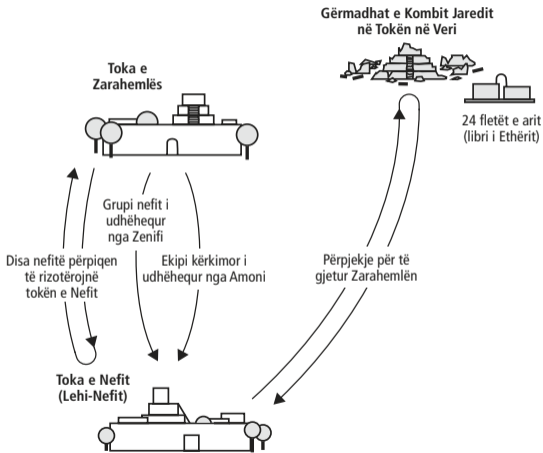 Gërmadhat e Kombit Jaredit
në Tokën në Veri
Toka e
Zarahemlës
24 fletët e arit
(libri i Ethërit)
Grupi nefit i
udhëhequr
nga Zenifi
Disa nefitë përpiqen
të rizotërojnë
tokën e Nefit
Ekipi kërkimor i
udhëhequr nga Amoni
Përpjekje për të
gjetur Zarahemlën
Toka e Nefit
(Lehi-Nefit)